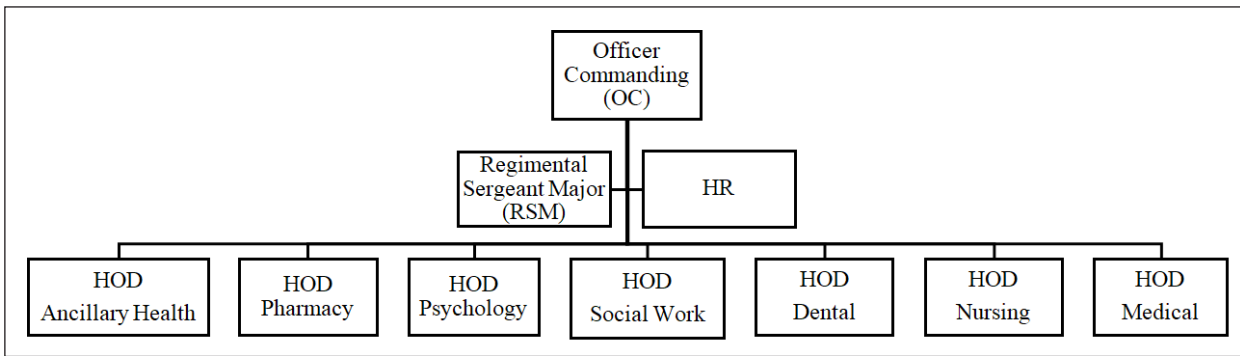 Officer
Commanding
(OC)
Regimental
Sergeant Major
(RSM)
HR
HOD
Ancillary Health
HOD
Pharmacy
HOD
Psychology
HOD
Social Work
HOD
Dental
HOD
Nursing
HOD
Medical